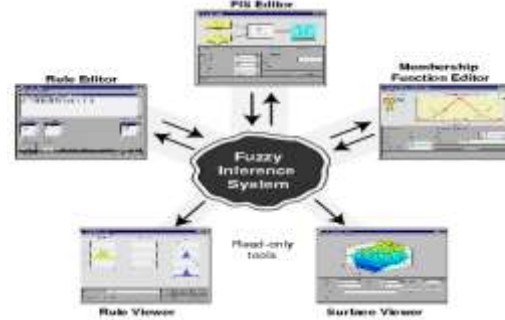 FIS Editor
Rule Editor
Membership
Function Editor
Fuzzy
Inference
System
Read-only
tools
Rule Viewer
Surface Viewer